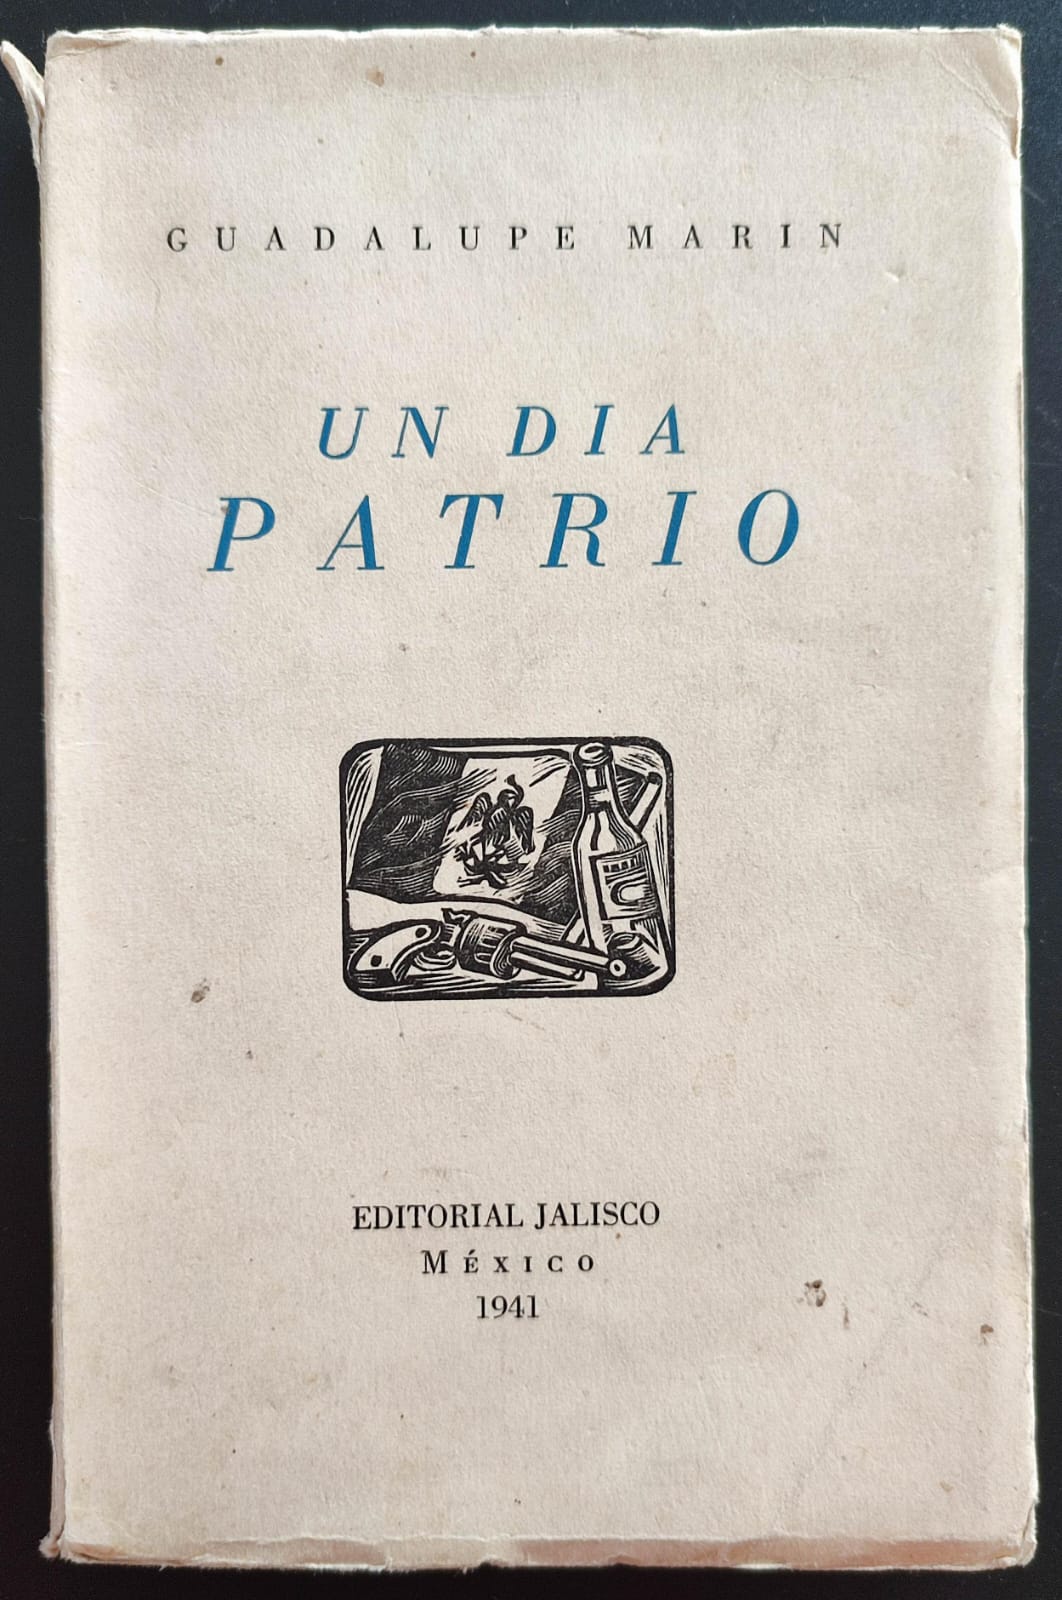 GUADALUPE MARIN
UN DIA
PATRIO
EDITORIAL JALISCO
MÉXICO
1941